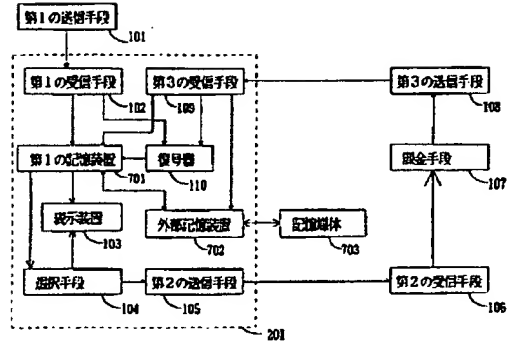 第1の送信手段
101
第1の受信手段
102
第3の受信手段
109
第3の送信手段
108
第1の記憶装置
701
復号器
110
課金手段
107
表示装置
103
外部記憶装置
702
記憶媒体
703
選択手段
104
第2の送信手段
105
第2の受信手段
106
201